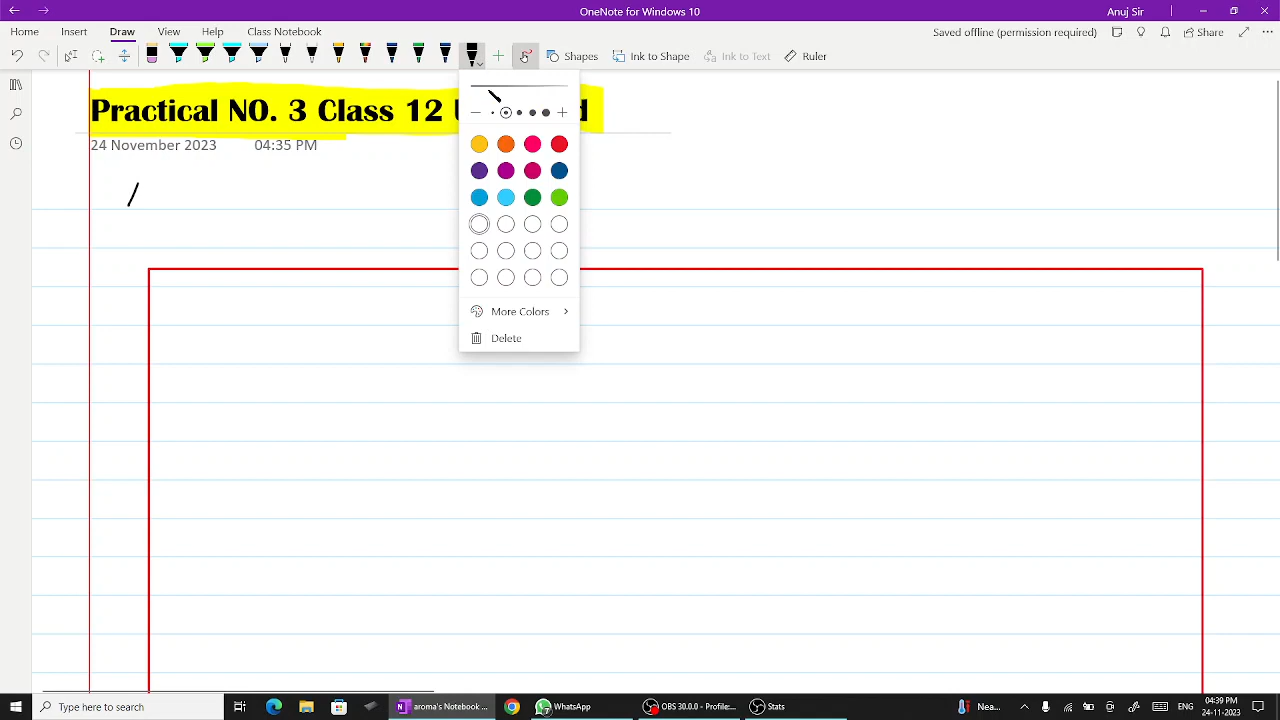 OneNote for Windows 10
Anuj Sir
Home Insert Draw View Help Class Notebook
Saved offline (permission required) Share
Shapes Ink to Shape Ink to Text Ruler
Practical NO. 3 Class 12
24 November 2023 04:35 PM
More Colors
Delete
Type here to search
aroma's Notebook ...
WhatsApp
OBS 30.0.0 - Profile...
Stats
Nea...
04:39 PM
24-11-2023